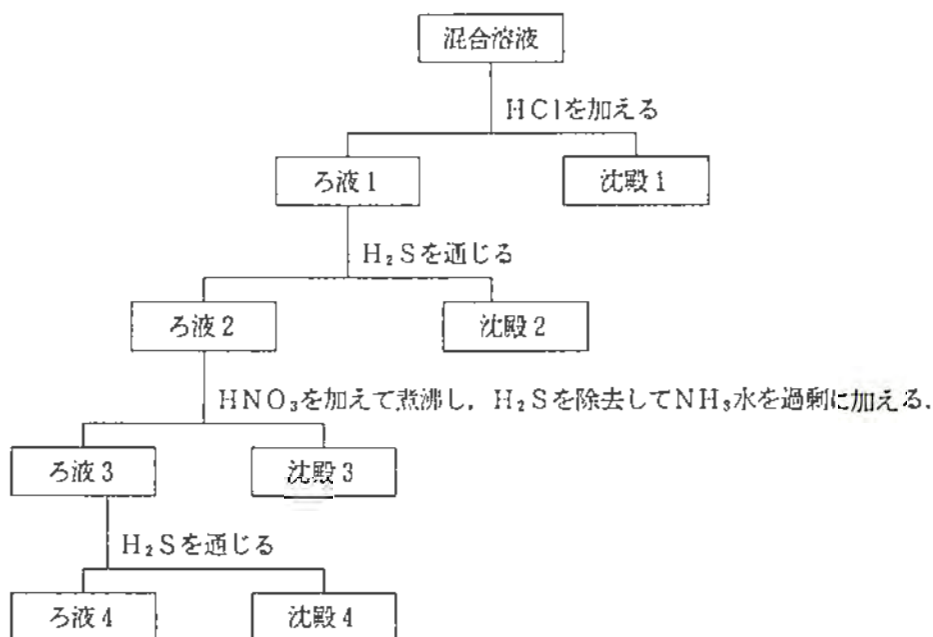 混合溶液
HClを加える
ろ液1
沈殿1
H₂Sを通じる
ろ液2
沈殿2
HNO₃を加えて煮沸し，H₂Sを除去してNH₃水を過剰に加える．
ろ液3
沈殿3
H₂Sを通じる
ろ液4
沈殿4